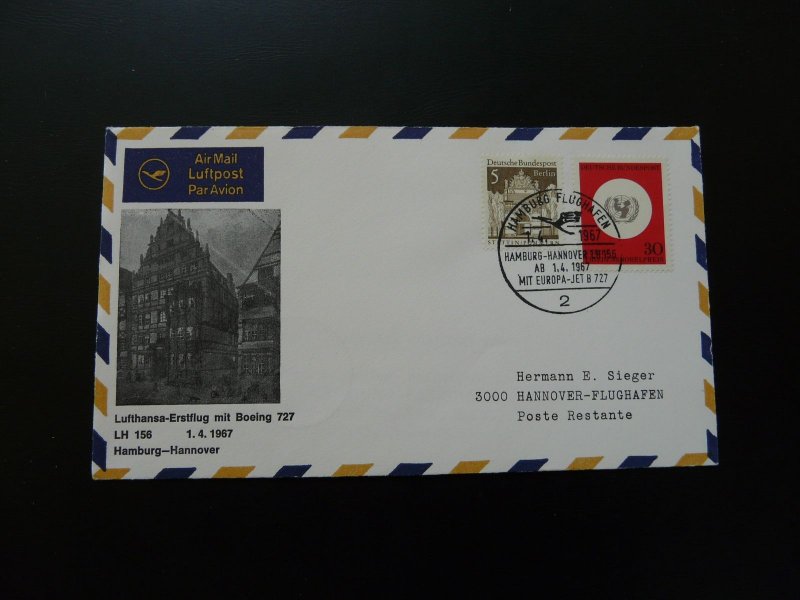 Air Mail
Luftpost
Par Avion
Lufthansa-Erstflug mit Boeing 727
LH 156 1.4.1967
Hamburg—Hannover
Deutsche Bundespost
5 Berlin
DEUTSCHE BUNDESPOST
30
HAMBURG FLUGHAFEN
1.4. 1967
HAMBURG-HANNOVER LH 156
AB 1.4.1967
MIT EUROPA-JET B 727
2
Hermann E. Sieger
3000 HANNOVER-FLUGHAFEN
Poste Restante